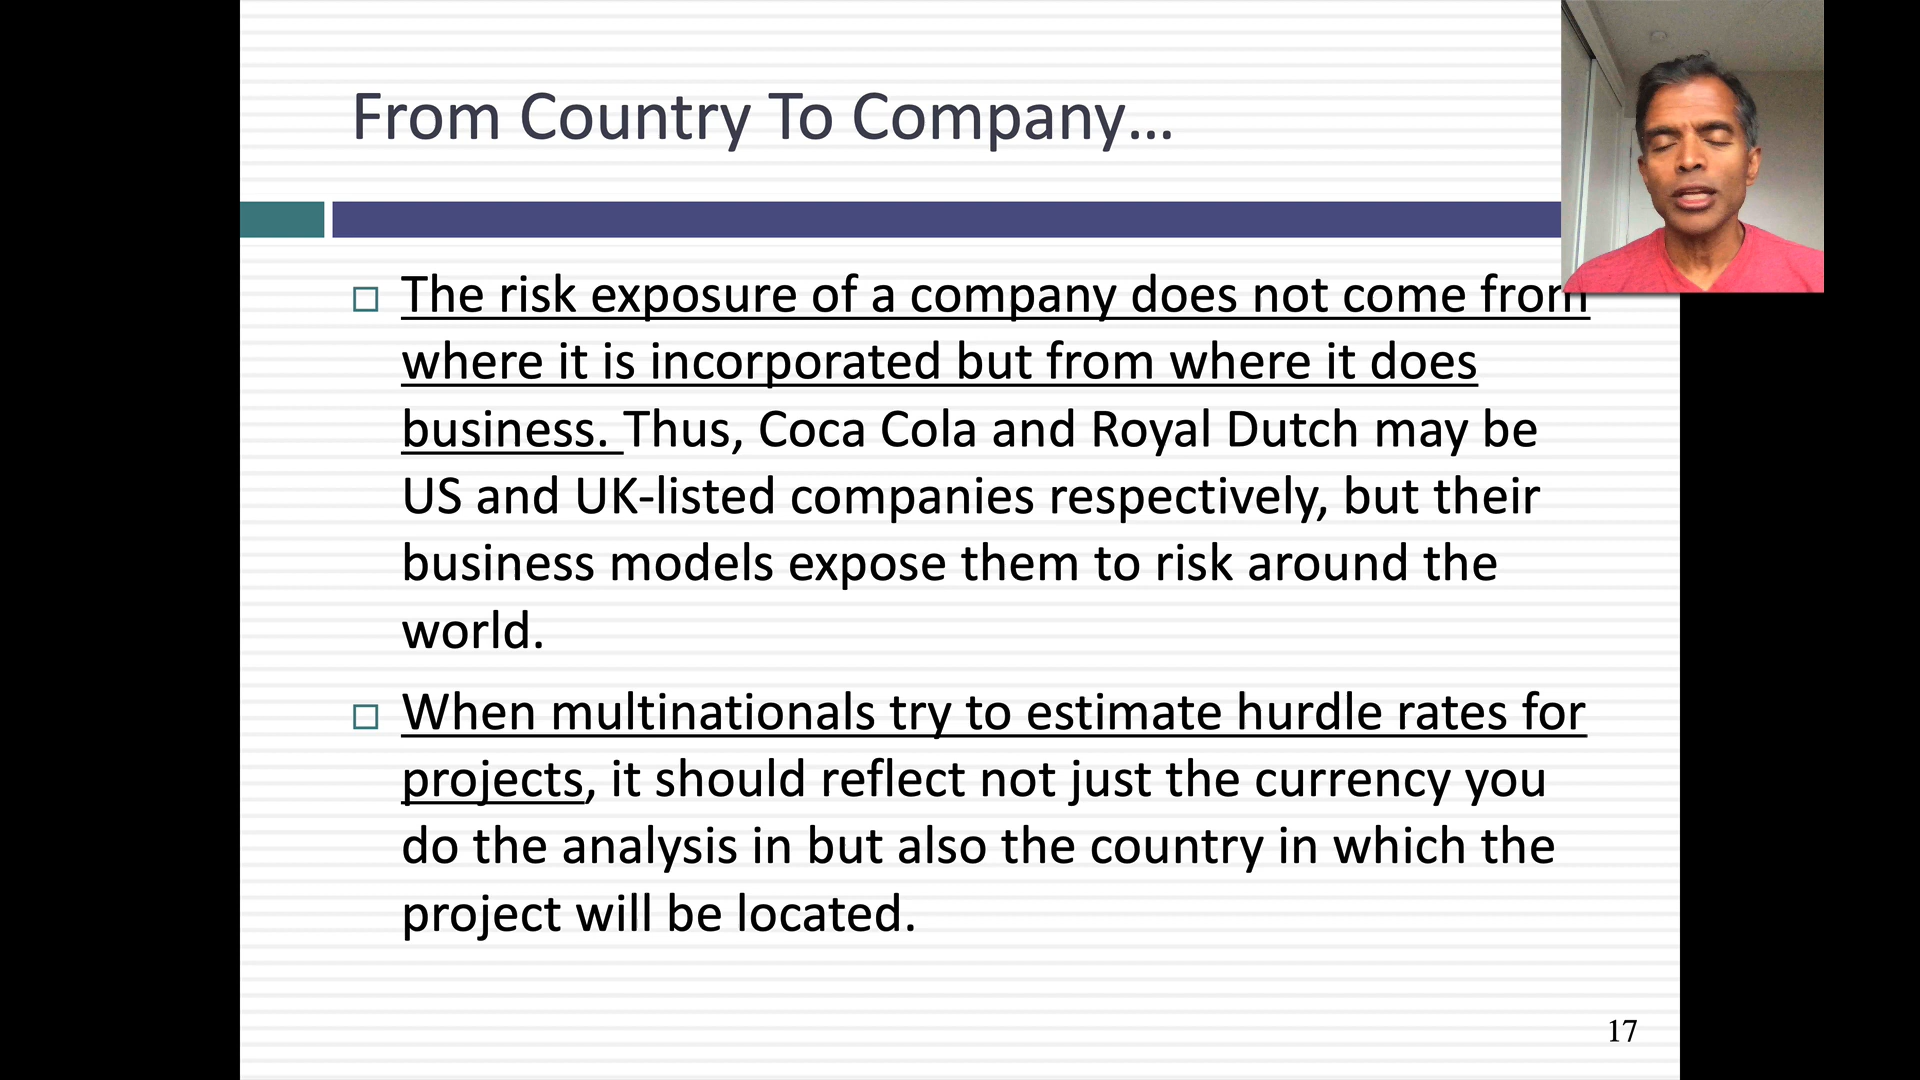 From Country To Company…
The risk exposure of a company does not come from
where it is incorporated but from where it does
business. Thus, Coca Cola and Royal Dutch may be
US and UK-listed companies respectively, but their
business models expose them to risk around the
world.
When multinationals try to estimate hurdle rates for
projects, it should reflect not just the currency you
do the analysis in but also the country in which the
project will be located.
17